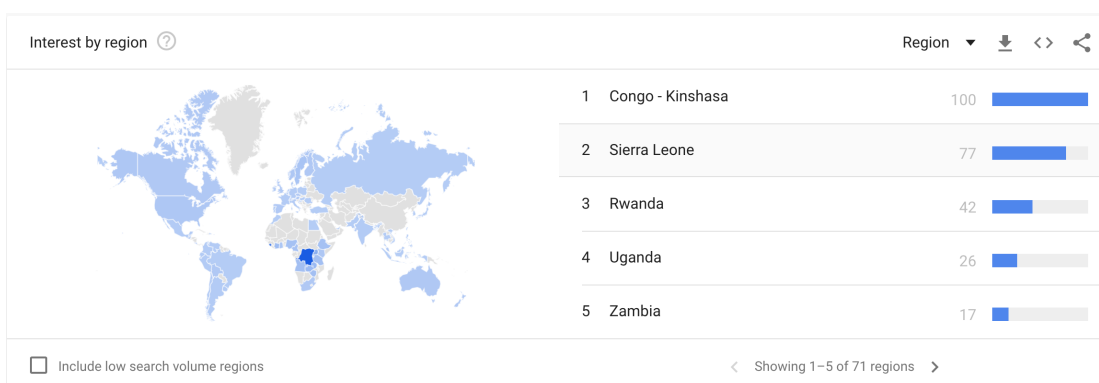 Interest by region
Region
1 Congo - Kinshasa 100
2 Sierra Leone 77
3 Rwanda 42
4 Uganda 26
5 Zambia 17
Include low search volume regions
Showing 1–5 of 71 regions